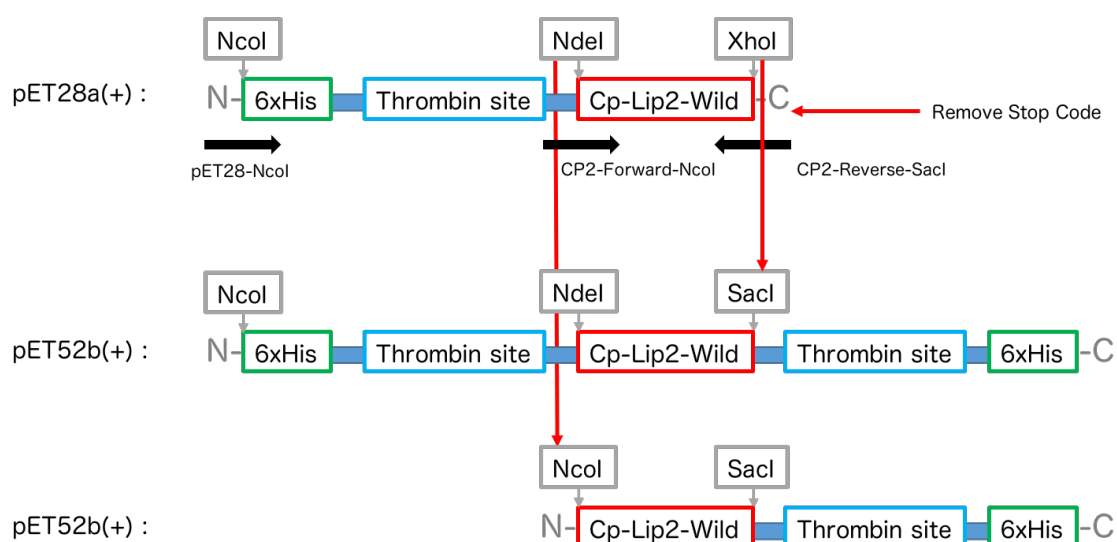 NcoI NdeI XhoI
pET28a(+) : N- 6xHis Thrombin site Cp-Lip2-Wild -C Remove Stop Code
pET28-NcoI CP2-Forward-NcoI CP2-Reverse-SacI
NcoI NdeI SacI
pET52b(+) : N- 6xHis Thrombin site Cp-Lip2-Wild Thrombin site 6xHis -C
NcoI SacI
pET52b(+) : N- Cp-Lip2-Wild Thrombin site 6xHis -C